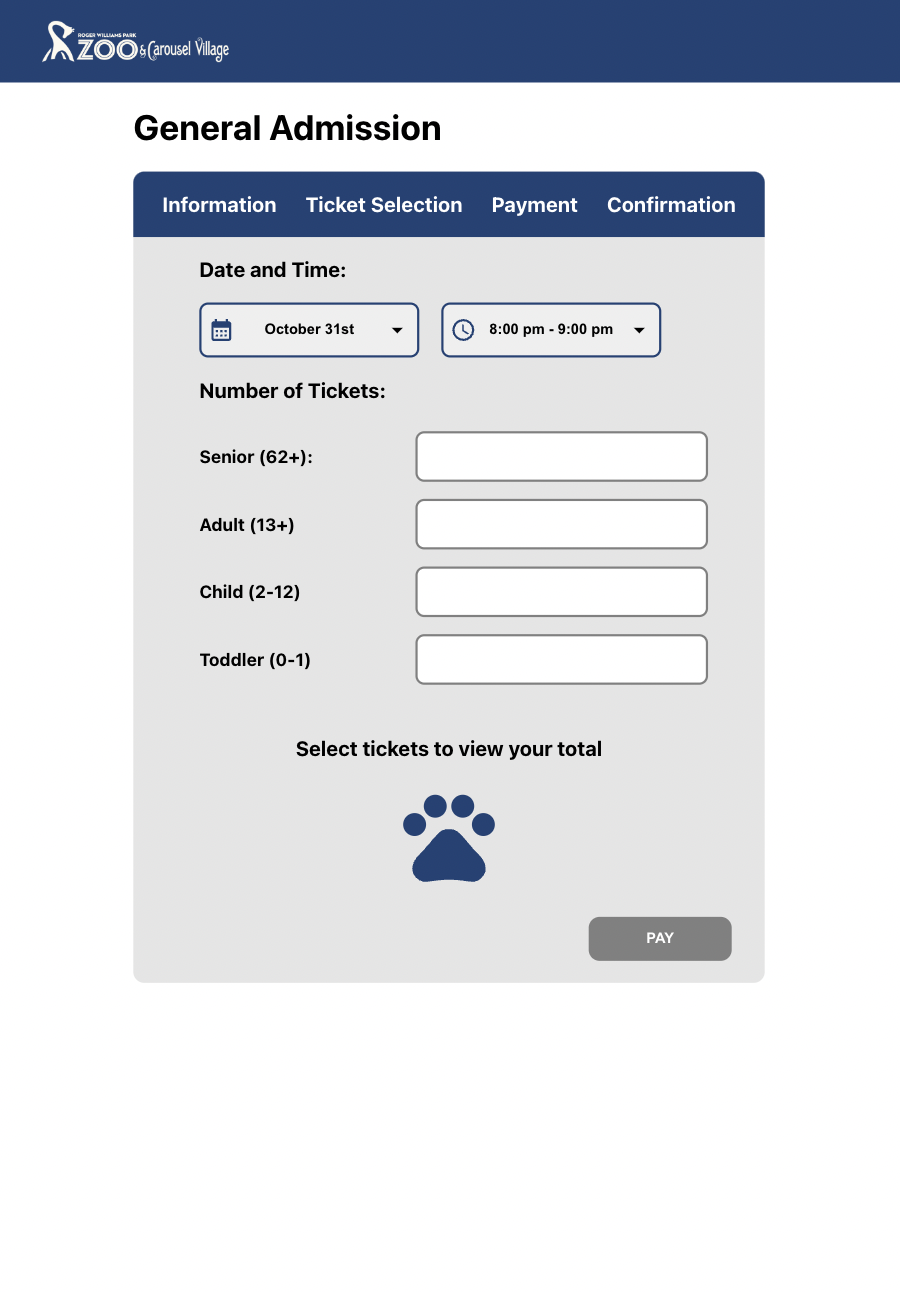 ROGER WILLIAMS PARK
ZOO & Carousel Village
General Admission
Information Ticket Selection Payment Confirmation
Date and Time:
October 31st 8:00 pm - 9:00 pm
Number of Tickets:
Senior (62+):
Adult (13+)
Child (2-12)
Toddler (0-1)
Select tickets to view your total
PAY